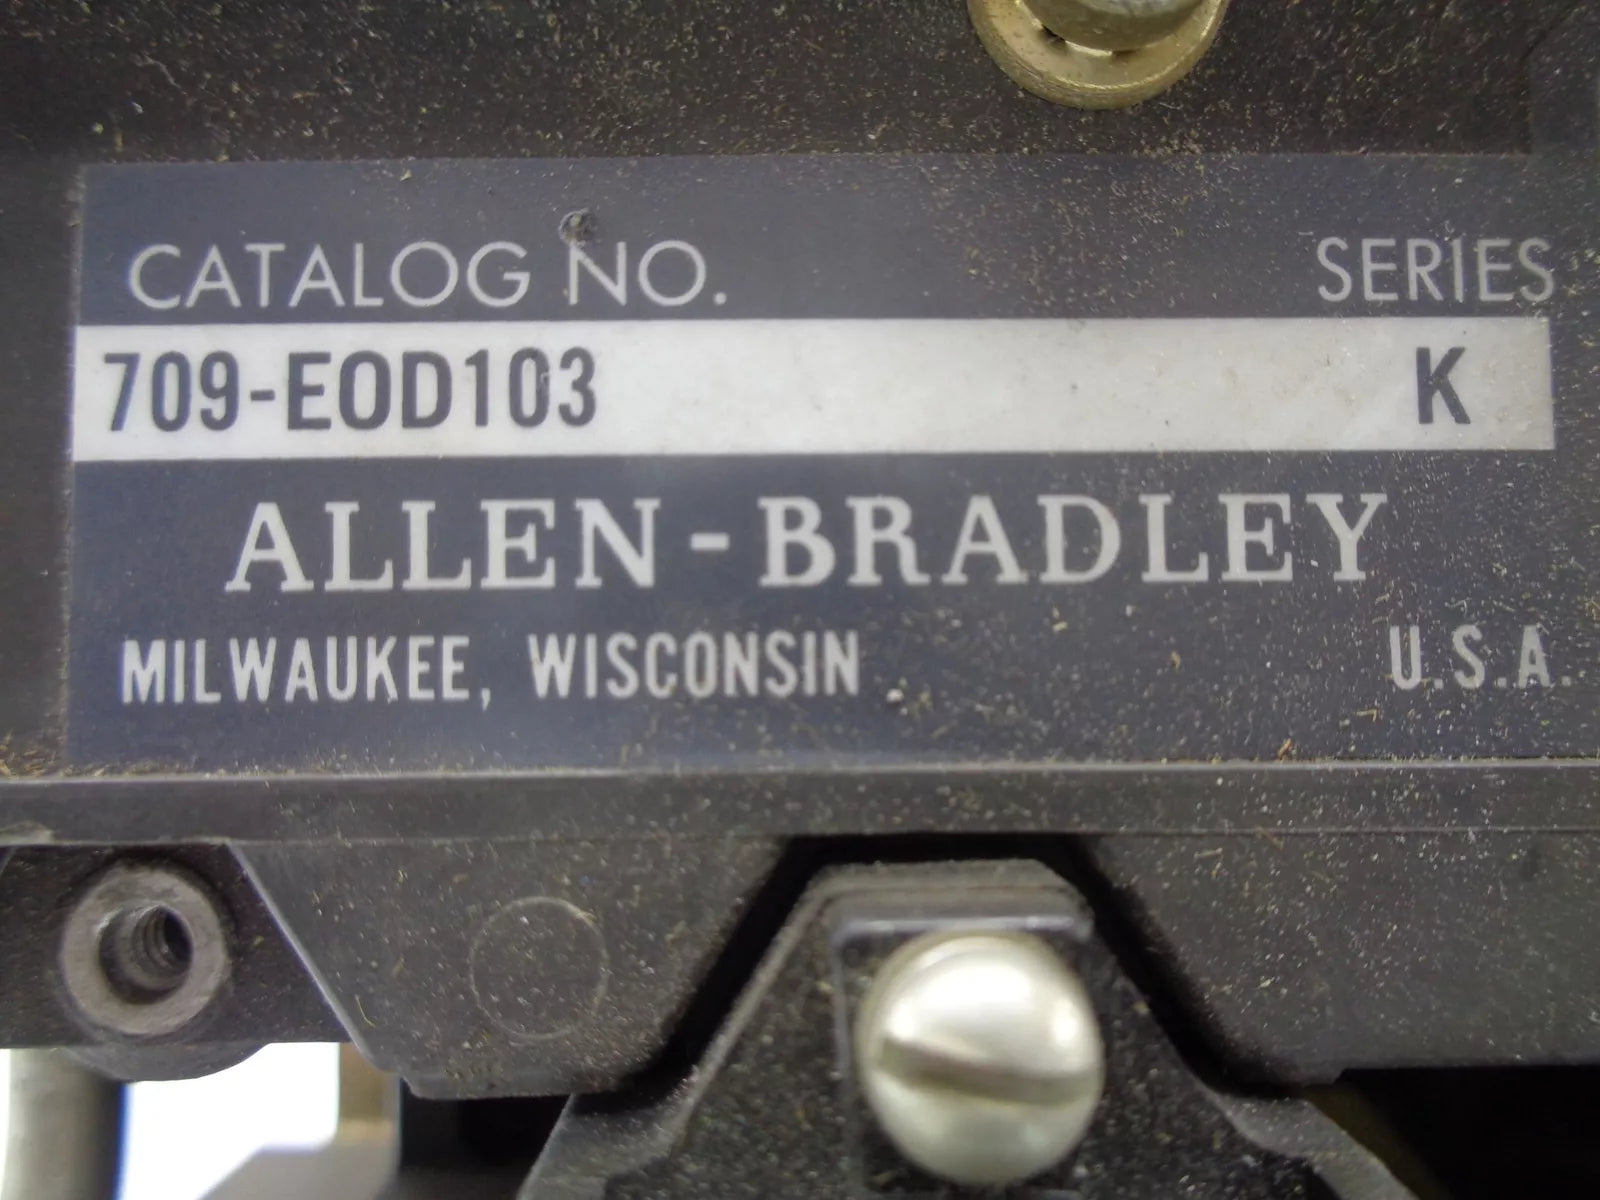 CATALOG NO. SERIES
709-EOD103 K
ALLEN-BRADLEY
MILWAUKEE, WISCONSIN U.S.A.